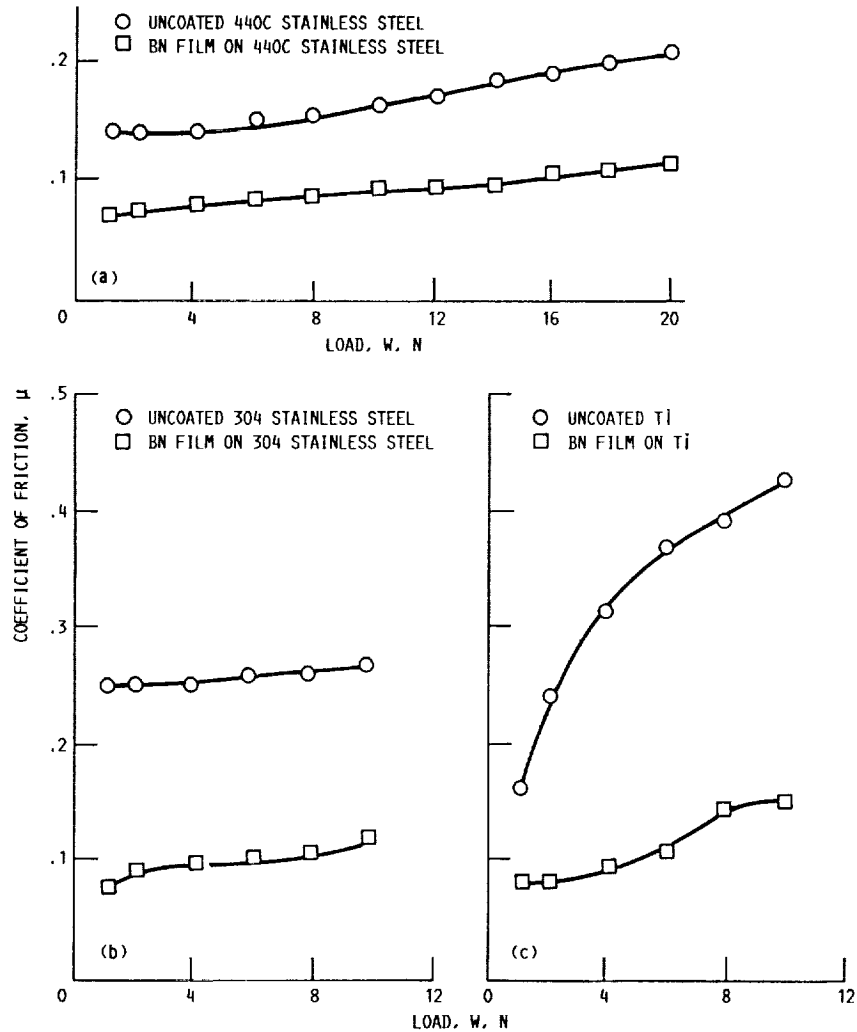 UNCOATED 440C STAINLESS STEEL
BN FILM ON 440C STAINLESS STEEL
.2
.1
(a)
0 4 8 12 16 20
LOAD, W, N
COEFFICIENT OF FRICTION, μ
.5
.4
.3
.2
.1
UNCOATED 304 STAINLESS STEEL
BN FILM ON 304 STAINLESS STEEL
(b)
0 4 8 12
UNCOATED Ti
BN FILM ON Ti
(c)
0 4 8 12
LOAD, W, N